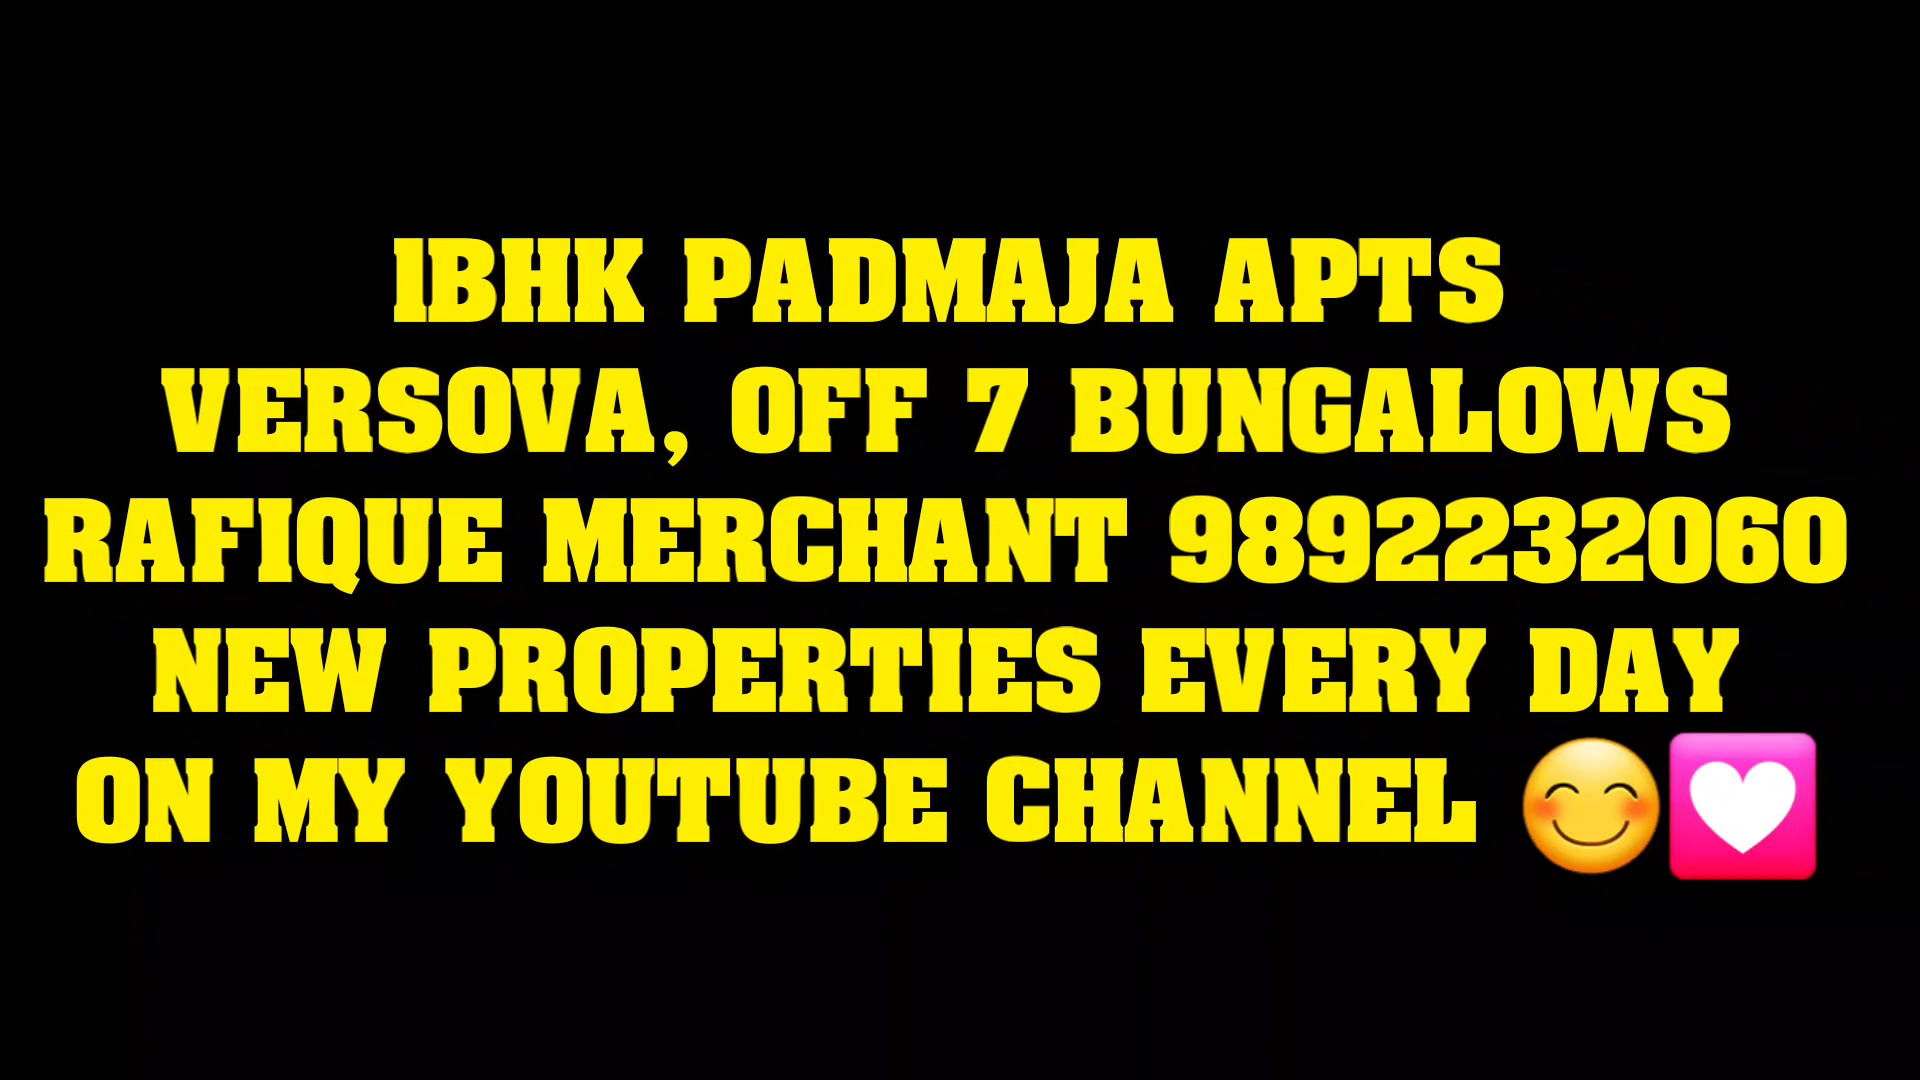 1BHK PADMAJA APTS
VERSOVA, OFF 7 BUNGALOWS
RAFIQUE MERCHANT 9892232060
NEW PROPERTIES EVERY DAY
ON MY YOUTUBE CHANNEL 😊💟